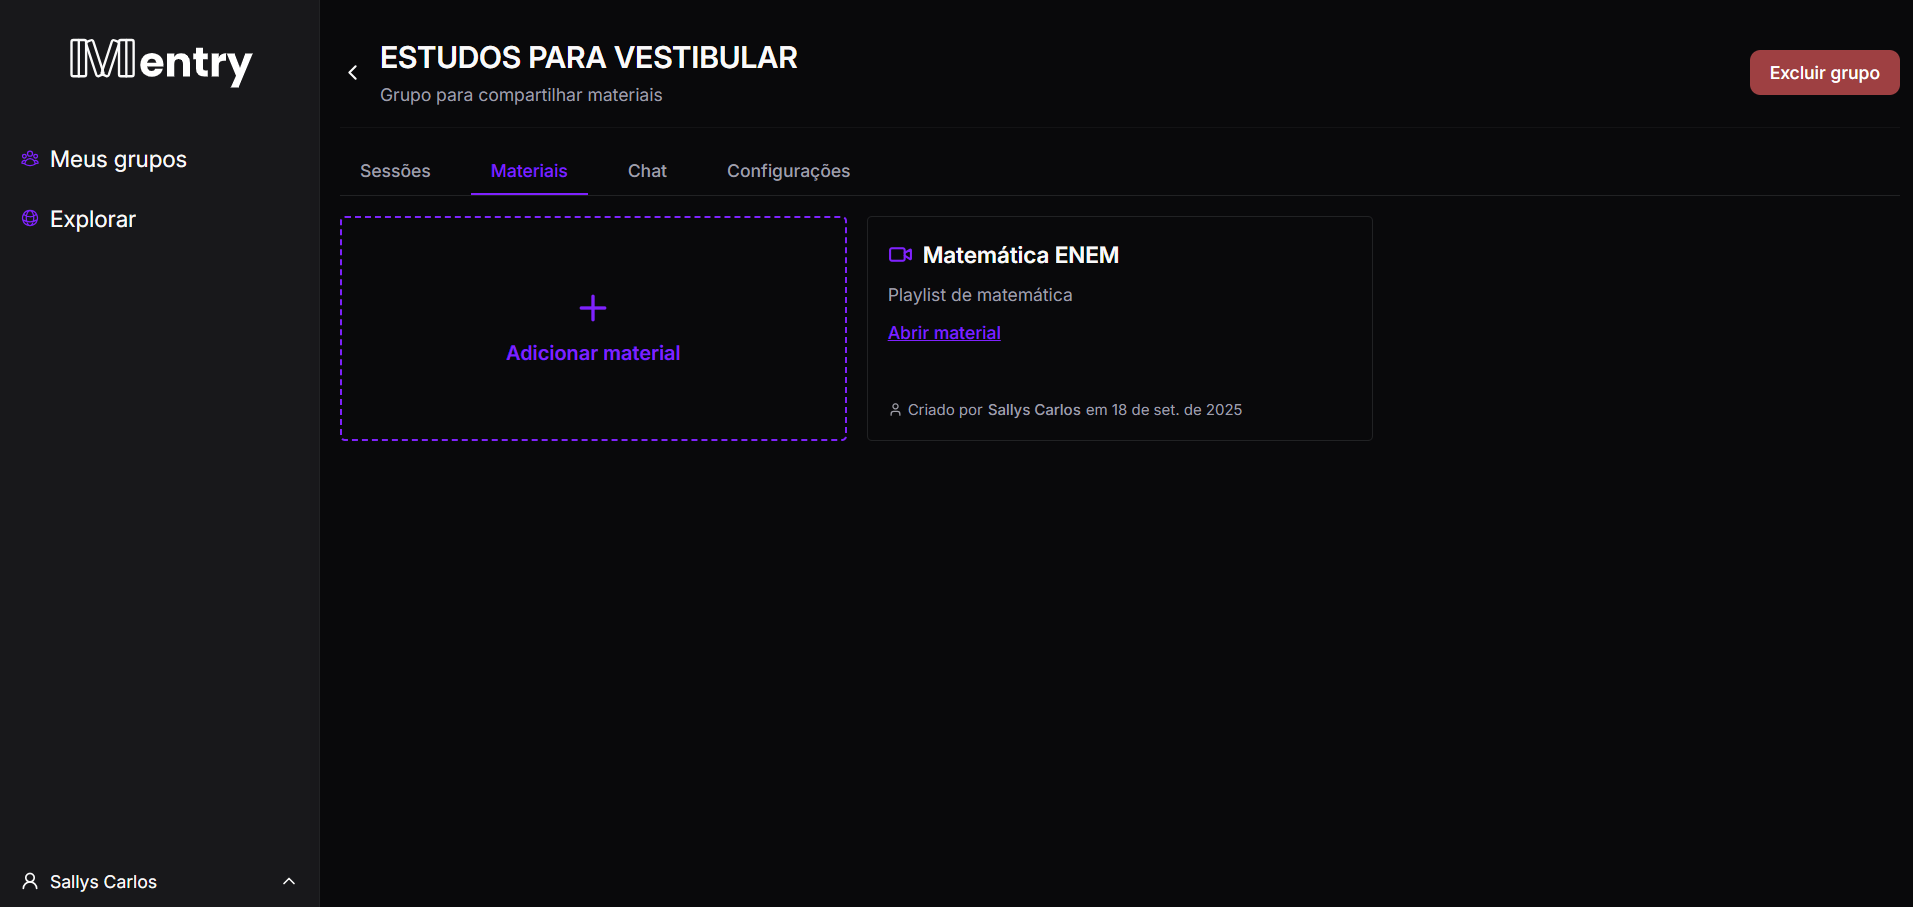 Mentry
Meus grupos
Explorar
Sallys Carlos
ESTUDOS PARA VESTIBULAR
Grupo para compartilhar materiais
Excluir grupo
Sessões
Materiais
Chat
Configurações
Adicionar material
Matemática ENEM
Playlist de matemática
Abrir material
Criado por Sallys Carlos em 18 de set. de 2025